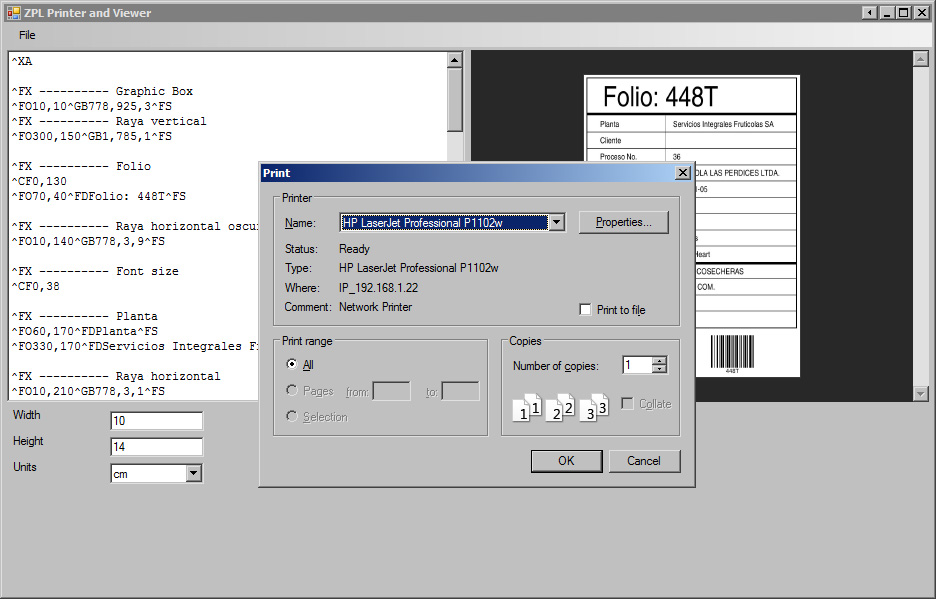 ZPL Printer and Viewer
File
^XA
^FX ---------- Graphic Box
^FO10,10^GB778,925,3^FS
^FX ---------- Raya vertical
^FO300,150^GB1,785,1^FS
^FX ---------- Folio
^CF0,130
^FO70,40^FDFolio: 448T^FS
^FX ---------- Raya horizontal oscu
^FO10,140^GB778,3,9^FS
^FX ---------- Font size
^CF0,38
^FX ---------- Planta
^FO60,170^FDPlanta^FS
^FO330,170^FDServicios Integrales F
^FX ---------- Raya horizontal
^FO10,210^GB778,3,1^FS
Width
10
Height
14
Units
cm
Folio: 448T
Planta Servicios Integrales Fruticolas SA
Cliente
Proceso No. 36
OLA LAS PERDICES LTDA.
-05
s
Heart
COSECHERAS
COM.
448T
Print
Printer
Name: HP LaserJet Professional P1102w Properties...
Status: Ready
Type: HP LaserJet Professional P1102w
Where: IP_192.168.1.22
Comment: Network Printer
Print to file
Print range
All
Pages from: to:
Selection
Copies
Number of copies: 1
1 1 2 2 3 3 Collate
OK Cancel